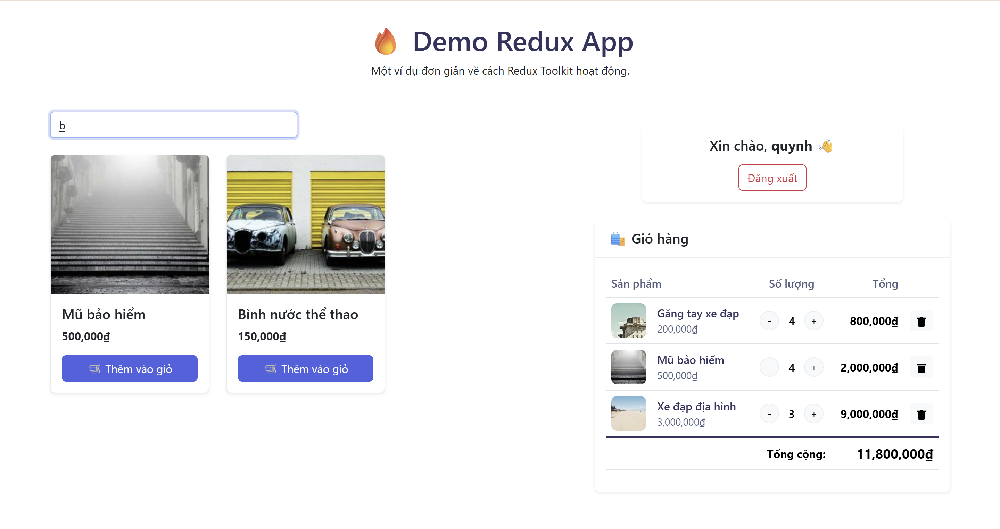 Demo Redux App
Một ví dụ đơn giản về cách Redux Toolkit hoạt động.
b
Mũ bảo hiểm
500,000₫
Thêm vào giỏ
Bình nước thể thao
150,000₫
Thêm vào giỏ
Xin chào, quynh
Đăng xuất
Giỏ hàng
Sản phẩm Số lượng Tổng
Găng tay xe đạp
200,000₫
- 4 + 800,000₫
Mũ bảo hiểm
500,000₫
- 4 + 2,000,000₫
Xe đạp địa hình
3,000,000₫
- 3 + 9,000,000₫
Tổng cộng: 11,800,000₫